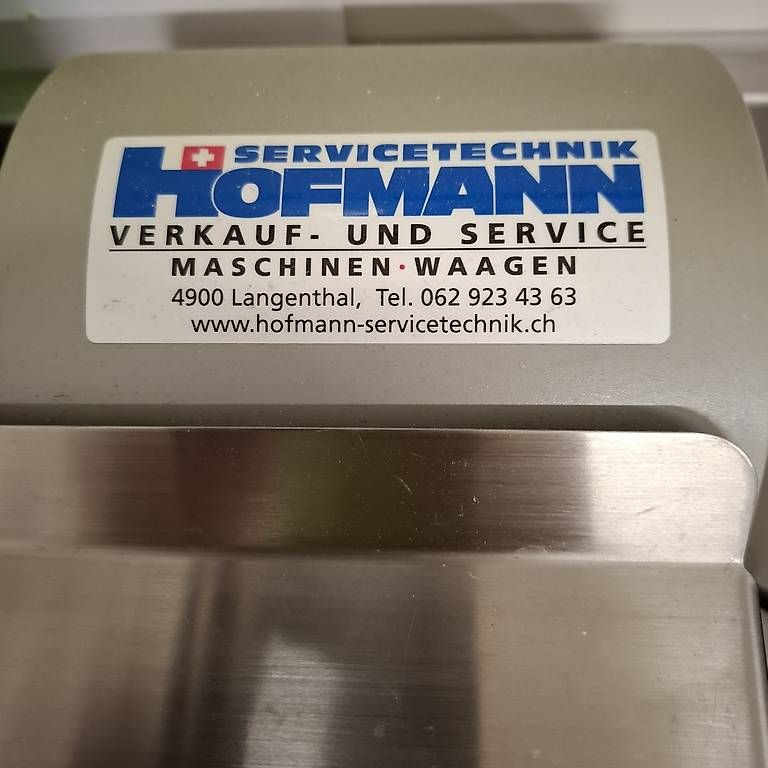 SERVICETECHNIK
HOFMANN
VERKAUF- UND SERVICE
MASCHINEN · WAAGEN
4900 Langenthal, Tel. 062 923 43 63
www.hofmann-servicetechnik.ch